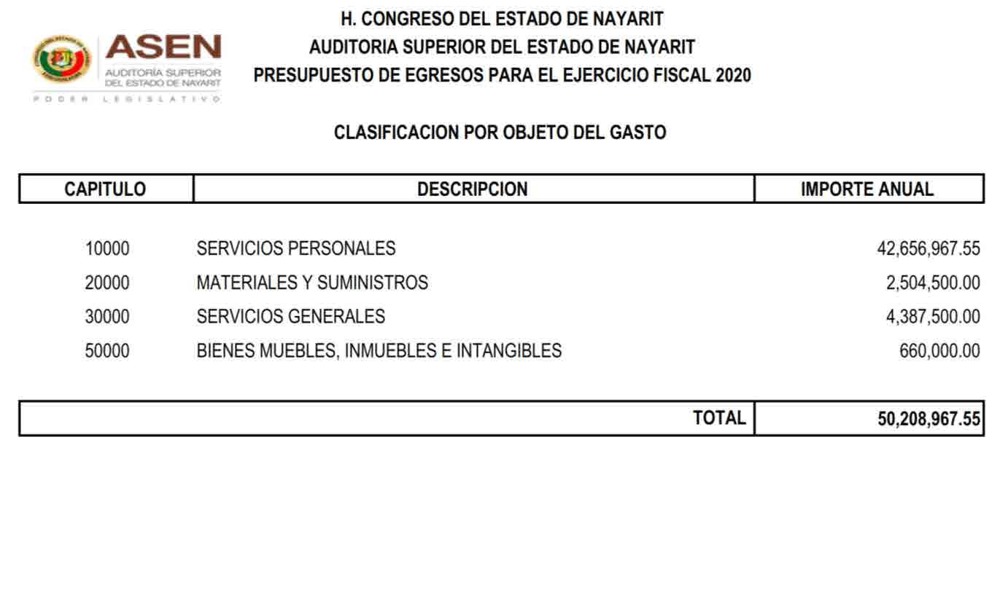 H. CONGRESO DEL ESTADO DE NAYARIT
AUDITORIA SUPERIOR DEL ESTADO DE NAYARIT
PRESUPUESTO DE EGRESOS PARA EL EJERCICIO FISCAL 2020
ASEN
AUDITORÍA SUPERIOR
DEL ESTADO DE NAYARIT
PODER LEGISLATIVO
CLASIFICACION POR OBJETO DEL GASTO
CAPITULO DESCRIPCION IMPORTE ANUAL
10000 SERVICIOS PERSONALES 42,656,967.55
20000 MATERIALES Y SUMINISTROS 2,504,500.00
30000 SERVICIOS GENERALES 4,387,500.00
50000 BIENES MUEBLES, INMUEBLES E INTANGIBLES 660,000.00
TOTAL 50,208,967.55